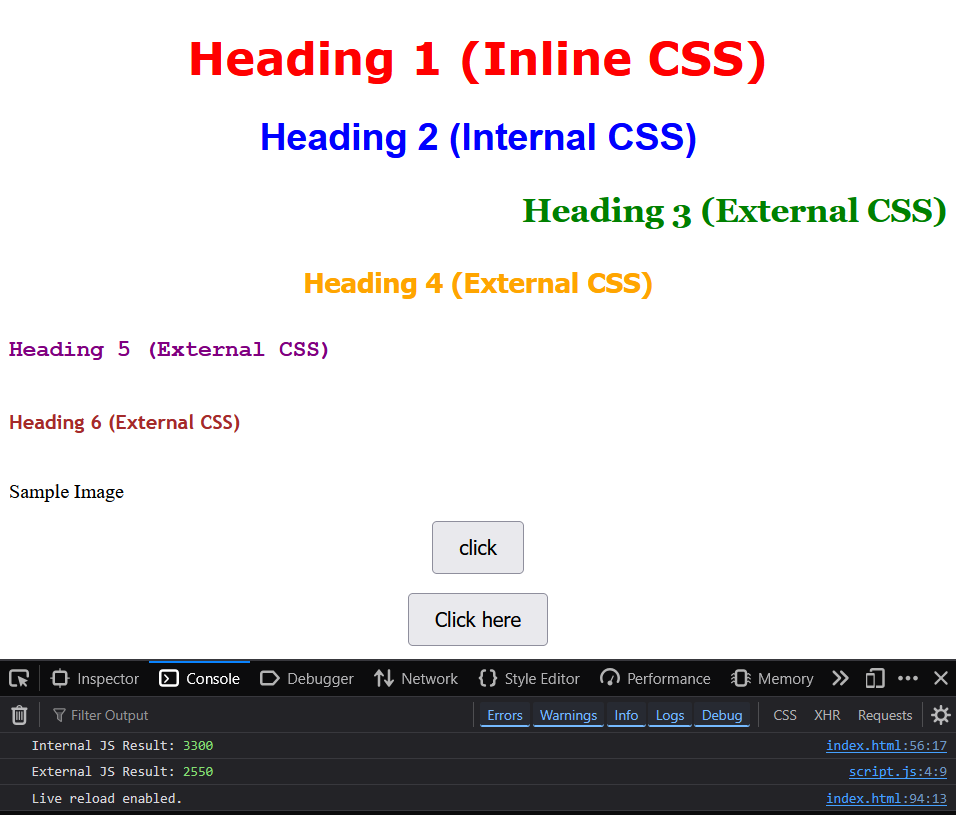 Heading 1 (Inline CSS)
Heading 2 (Internal CSS)
Heading 3 (External CSS)
Heading 4 (External CSS)
Heading 5 (External CSS)
Heading 6 (External CSS)
Sample Image
click
Click here
Inspector Console Debugger Network Style Editor Performance Memory
Filter Output Errors Warnings Info Logs Debug CSS XHR Requests
Internal JS Result: 3300 index.html:56:17
External JS Result: 2550 script.js:4:9
Live reload enabled. index.html:94:13